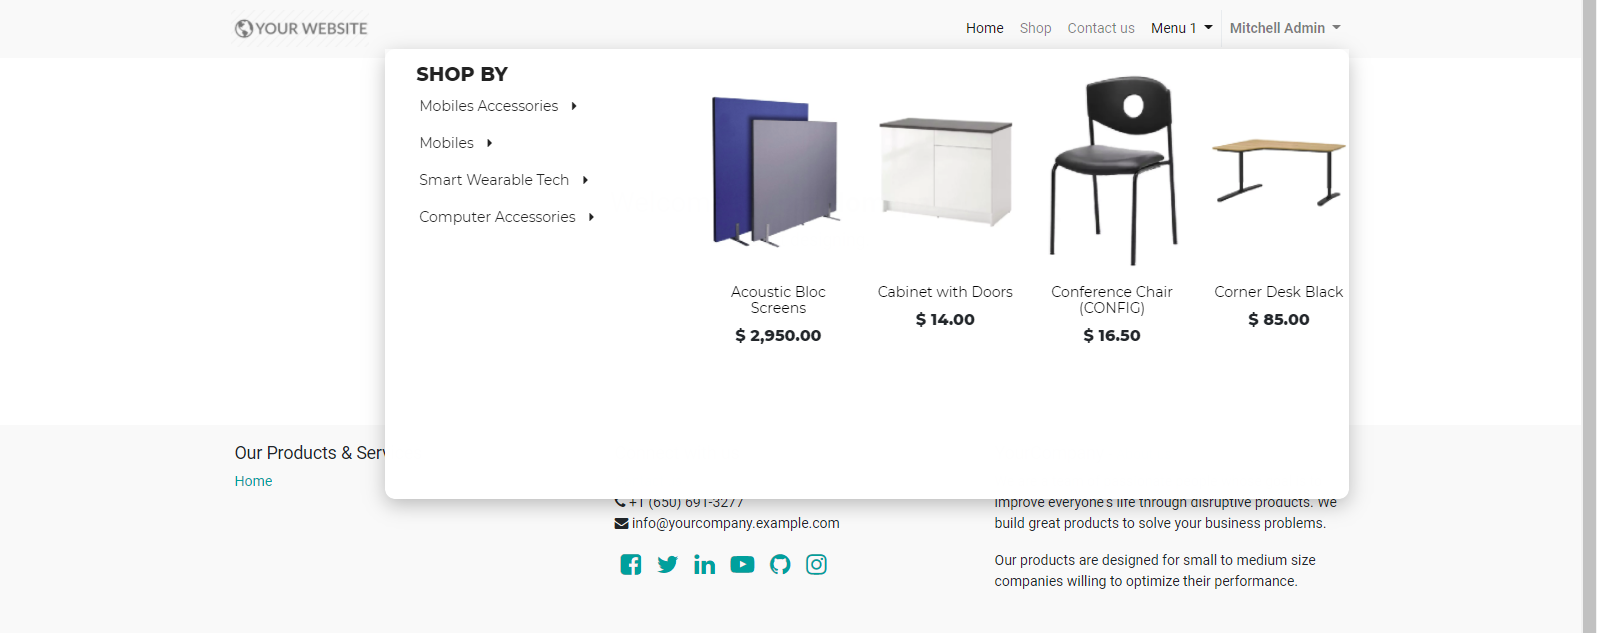 YOUR WEBSITE
Home Shop Contact us Menu 1 Mitchell Admin
SHOP BY
Mobiles Accessories
Mobiles
Smart Wearable Tech
Computer Accessories
Acoustic Bloc
Screens
$ 2,950.00
Cabinet with Doors
$ 14.00
Conference Chair
(CONFIG)
$ 16.50
Corner Desk Black
$ 85.00
Our Products & Serv
Home
+1 (650) 691-3277
info@yourcompany.example.com
improve everyone's life through disruptive products. We
build great products to solve your business problems.
Our products are designed for small to medium size
companies willing to optimize their performance.